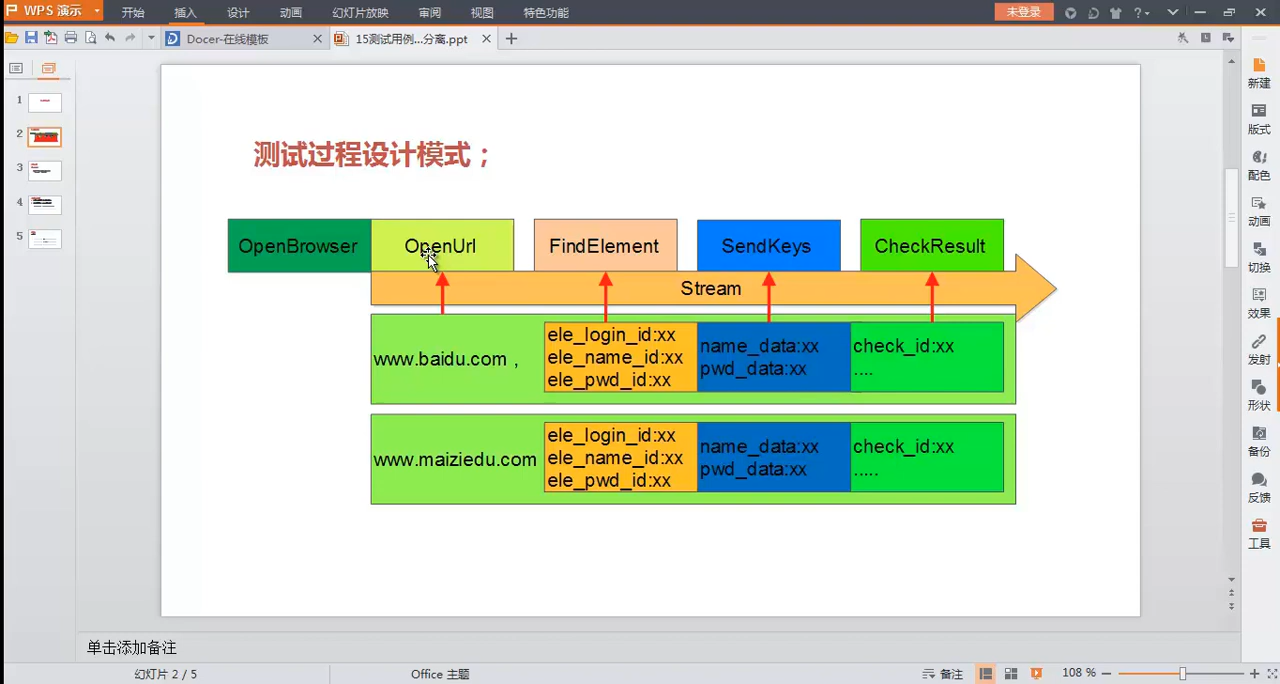 WPS 演示
开始
插入
设计
动画
幻灯片放映
审阅
视图
特色功能
未登录
Docer-在线模板
15测试用例...分离.ppt
1
2
3
4
5
测试过程设计模式；
OpenBrowser
OpenUrl
FindElement
SendKeys
CheckResult
Stream
www.baidu.com，
ele_login_id:xx
ele_name_id:xx
ele_pwd_id:xx
name_data:xx
pwd_data:xx
check_id:xx
....
www.maiziedu.com
ele_login_id:xx
ele_name_id:xx
ele_pwd_id:xx
name_data:xx
pwd_data:xx
check_id:xx
.....
新建
版式
配色
动画
切换
效果
发射
形状
备份
反馈
工具
单击添加备注
幻灯片 2 / 5
Office 主题
备注
108 %